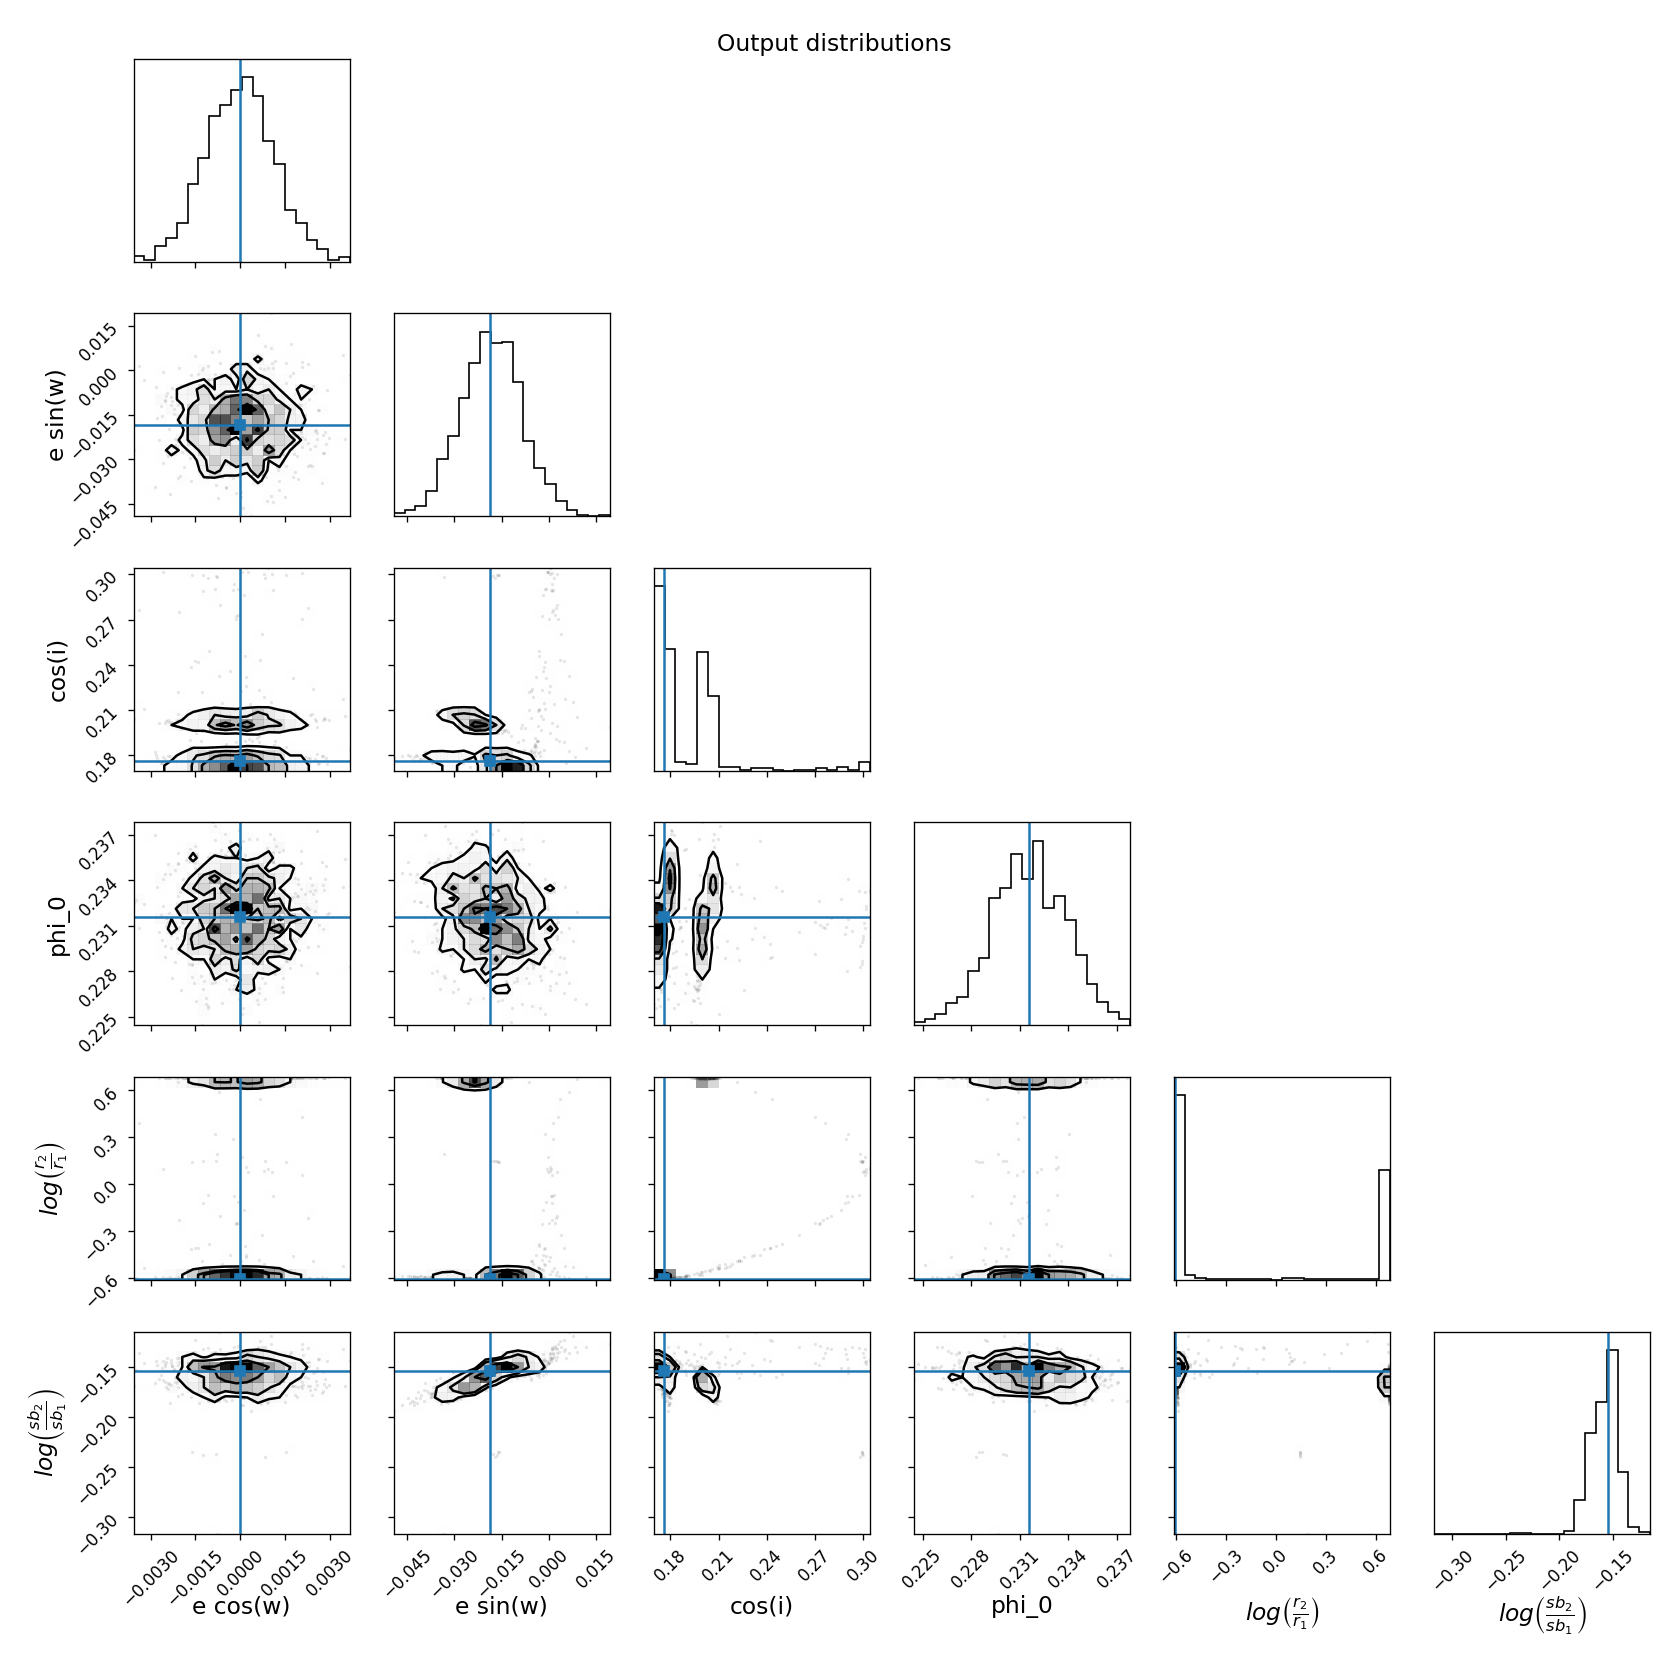 Output distributions
e sin(w)
0.015
0.000
−0.015
−0.030
−0.045
cos(i)
0.30
0.27
0.24
0.21
0.18
phi_0
0.237
0.234
0.231
0.228
0.225
log(r₂/r₁)
0.6
0.3
0.0
−0.3
−0.6
log(sb₂/sb₁)
−0.15
−0.20
−0.25
−0.30
−0.0030 −0.0015 0.0000 0.0015 0.0030
−0.045 −0.030 −0.015 0.000 0.015
0.18 0.21 0.24 0.27 0.30
0.225 0.228 0.231 0.234 0.237
−0.6 −0.3 0.0 0.3 0.6
−0.30 −0.25 −0.20 −0.15
e cos(w)
e sin(w)
cos(i)
phi_0
log(r₂/r₁)
log(sb₂/sb₁)